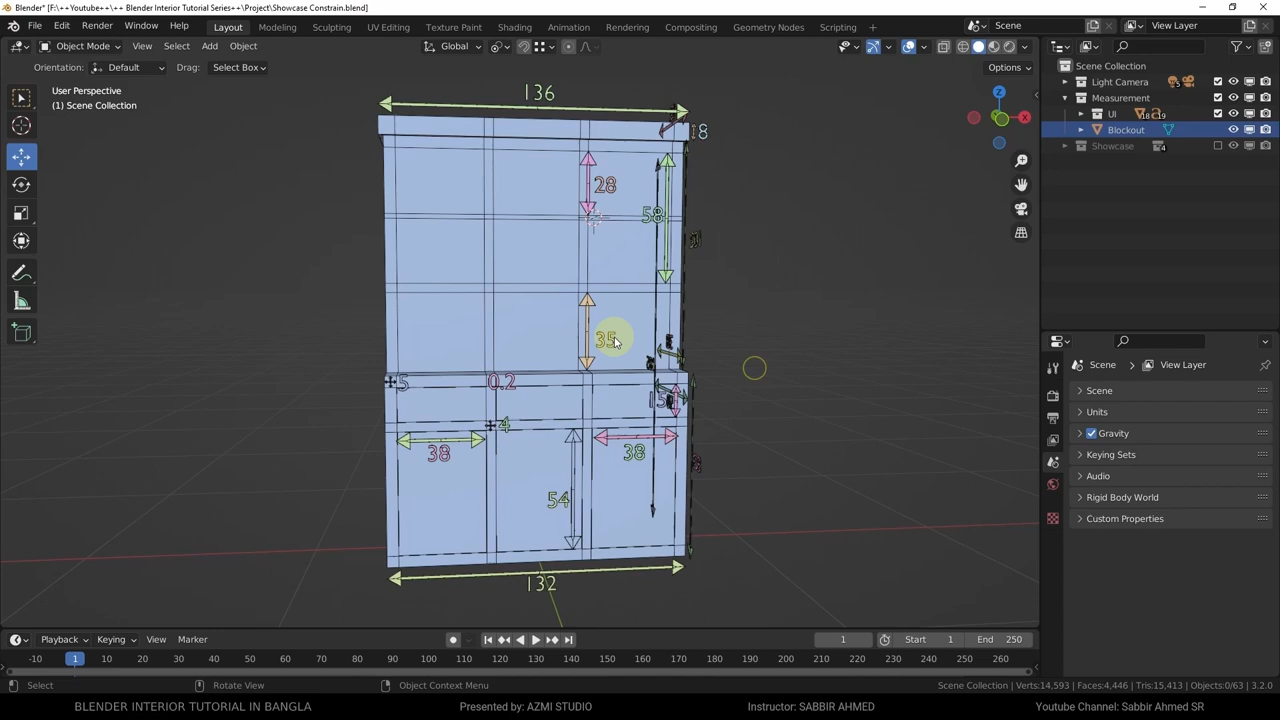 Blender* [F:\++Youtube++\++ Blender Interior Tutorial Series++\Project\Showcase Constrain.blend]
File Edit Render Window Help Layout Modeling Sculpting UV Editing Texture Paint Shading Animation Rendering Compositing Geometry Nodes Scripting + Scene View Layer
Object Mode View Select Add Object Global Options
Orientation: Default Drag: Select Box
User Perspective
(1) Scene Collection
Scene Collection
Light Camera 5
Measurement
UI 18 19
Blockout
Showcase 4
X
Z
136
8
28
58
35
5
0.2
15
4
38
38
54
132
Scene View Layer
Scene
Units
Gravity
Keying Sets
Audio
Rigid Body World
Custom Properties
Playback Keying View Marker 1 Start 1 End 250
-10 1 10 20 30 40 50 60 70 80 90 100 110 120 130 140 150 160 170 180 190 200 210 220 230 240 250 260
Select Rotate View Object Context Menu Scene Collection | Verts:14,593 | Faces:4,446 | Tris:15,413 | Objects:0/63 | 3.2.0
BLENDER INTERIOR TUTORIAL IN BANGLA Presented by: AZMI STUDIO Instructor: SABBIR AHMED Youtube Channel: Sabbir Ahmed SR